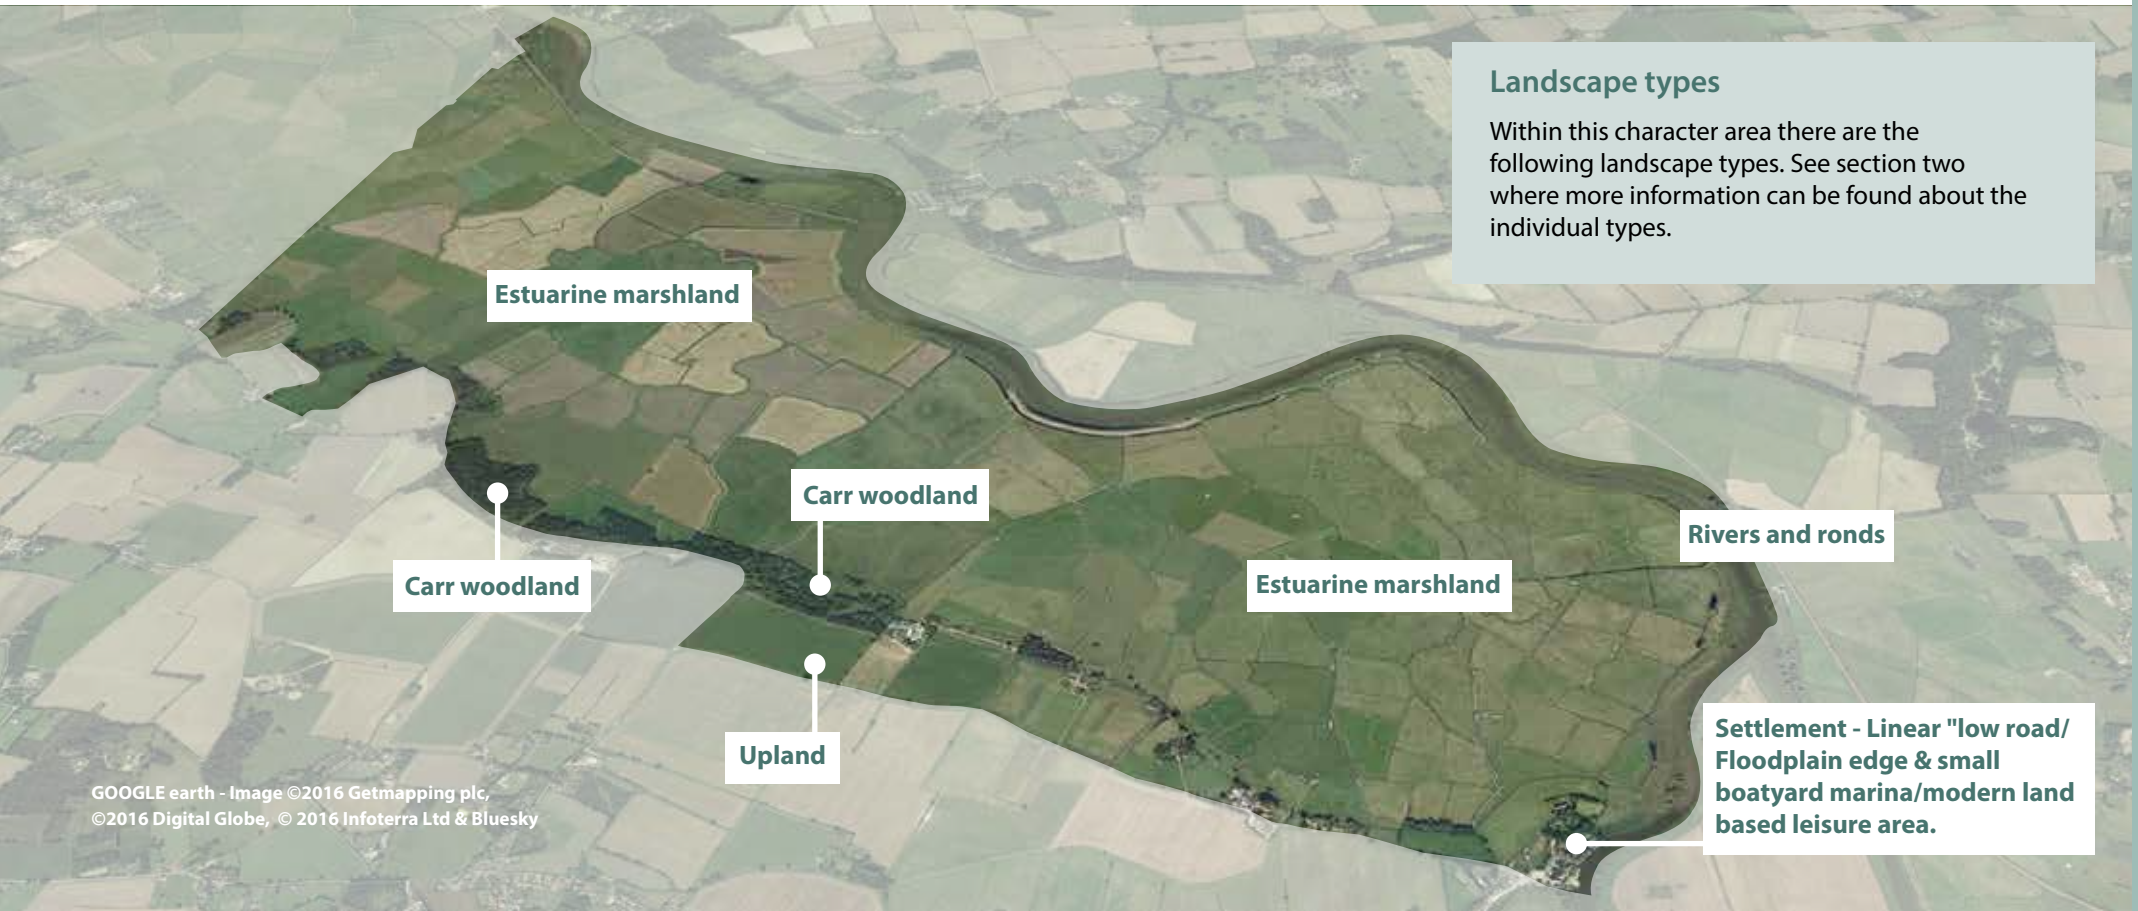 Landscape types
Within this character area there are the
following landscape types. See section two
where more information can be found about the
individual types.
Estuarine marshland
Carr woodland
Rivers and ronds
Carr woodland
Estuarine marshland
Upland
Settlement - Linear "low road/
Floodplain edge & small
boatyard marina/modern land
based leisure area.
GOOGLE earth - Image ©2016 Getmapping plc,
©2016 Digital Globe,  © 2016 Infoterra Ltd & Bluesky